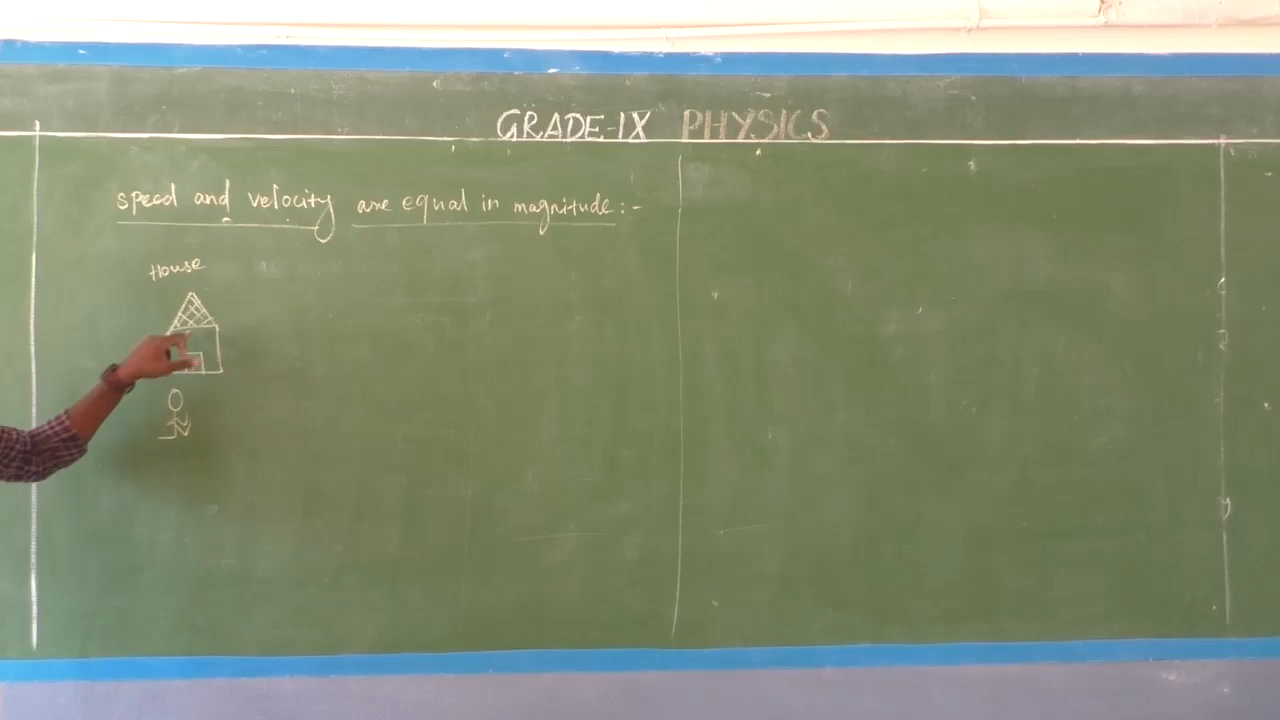 GRADE-IX PHYSICS
speed and velocity are equal in magnitude:-
House